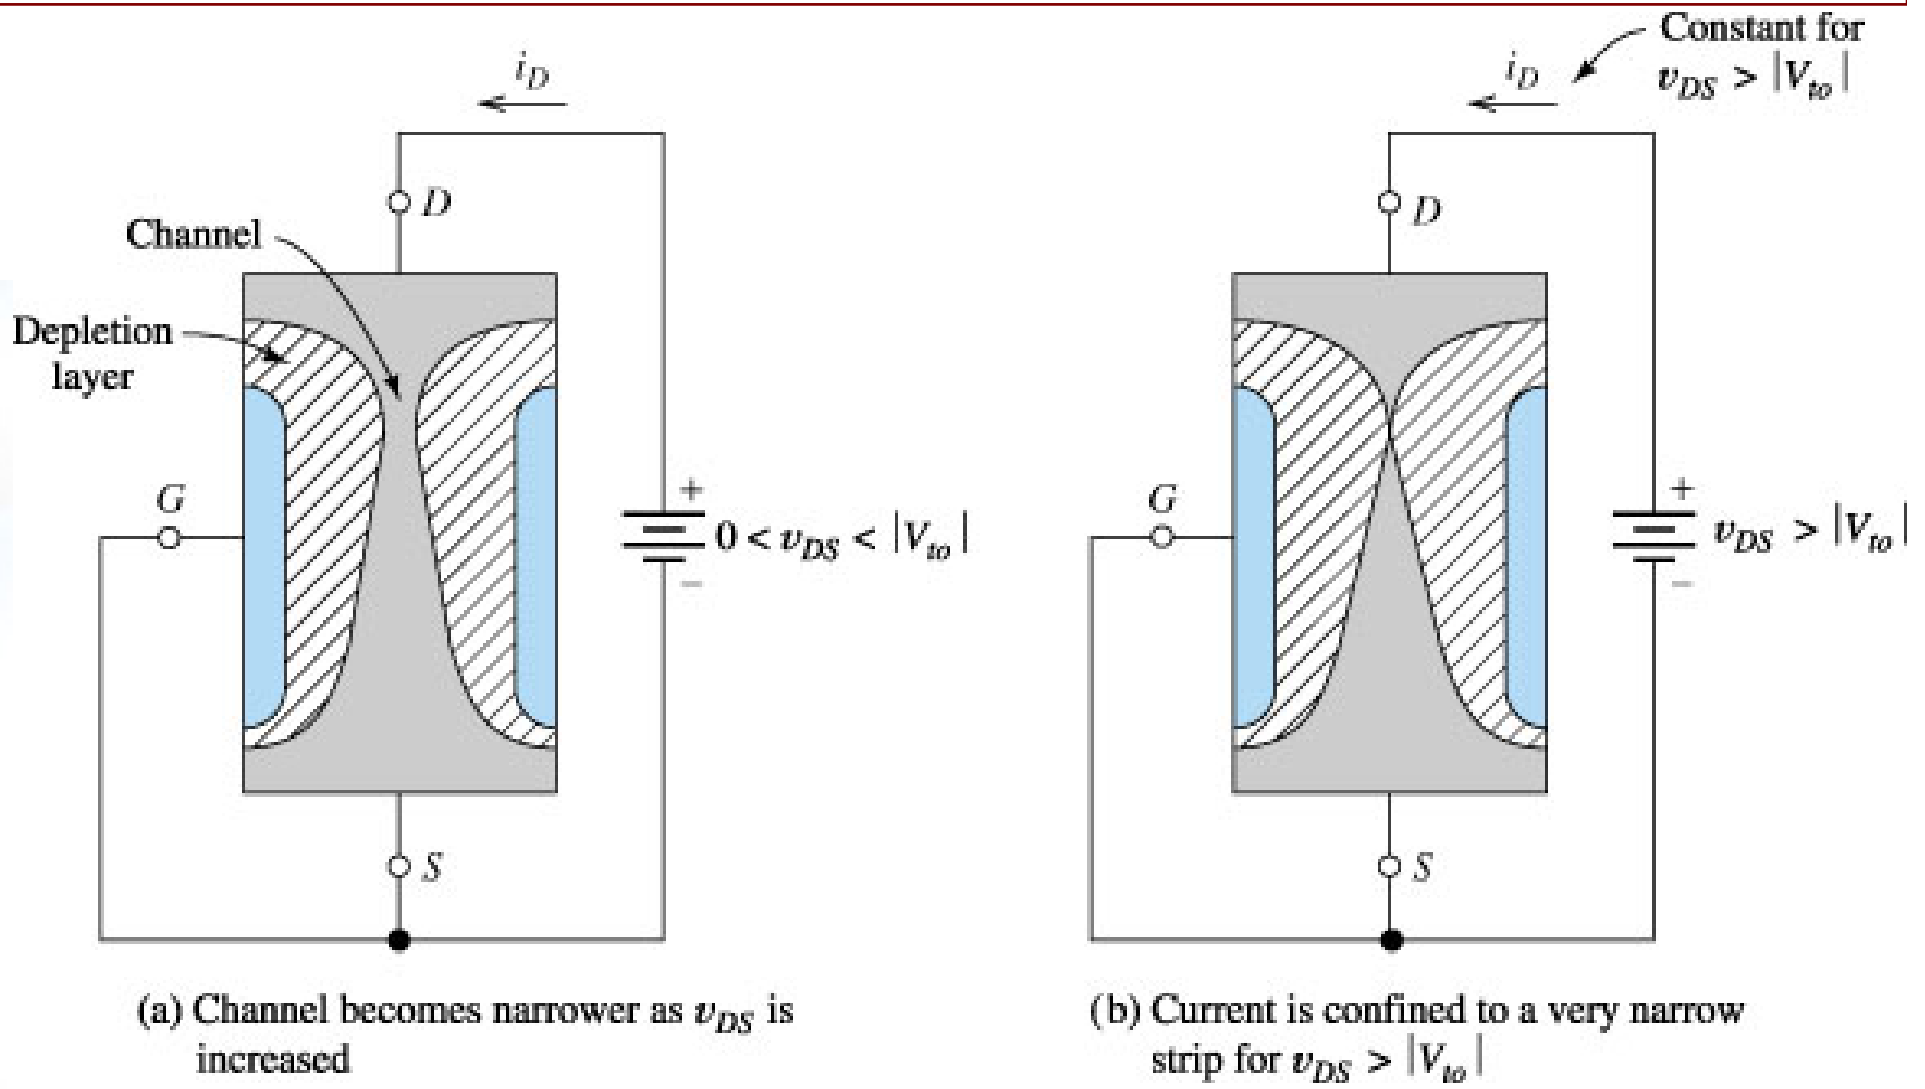 i_D
D
Channel
Depletion
layer
G
+
0 < v_DS < |V_to|
−
S
(a) Channel becomes narrower as v_DS is
increased
Constant for
v_DS > |V_to|
i_D
D
G
+
v_DS > |V_to|
−
S
(b) Current is confined to a very narrow
strip for v_DS > |V_to|